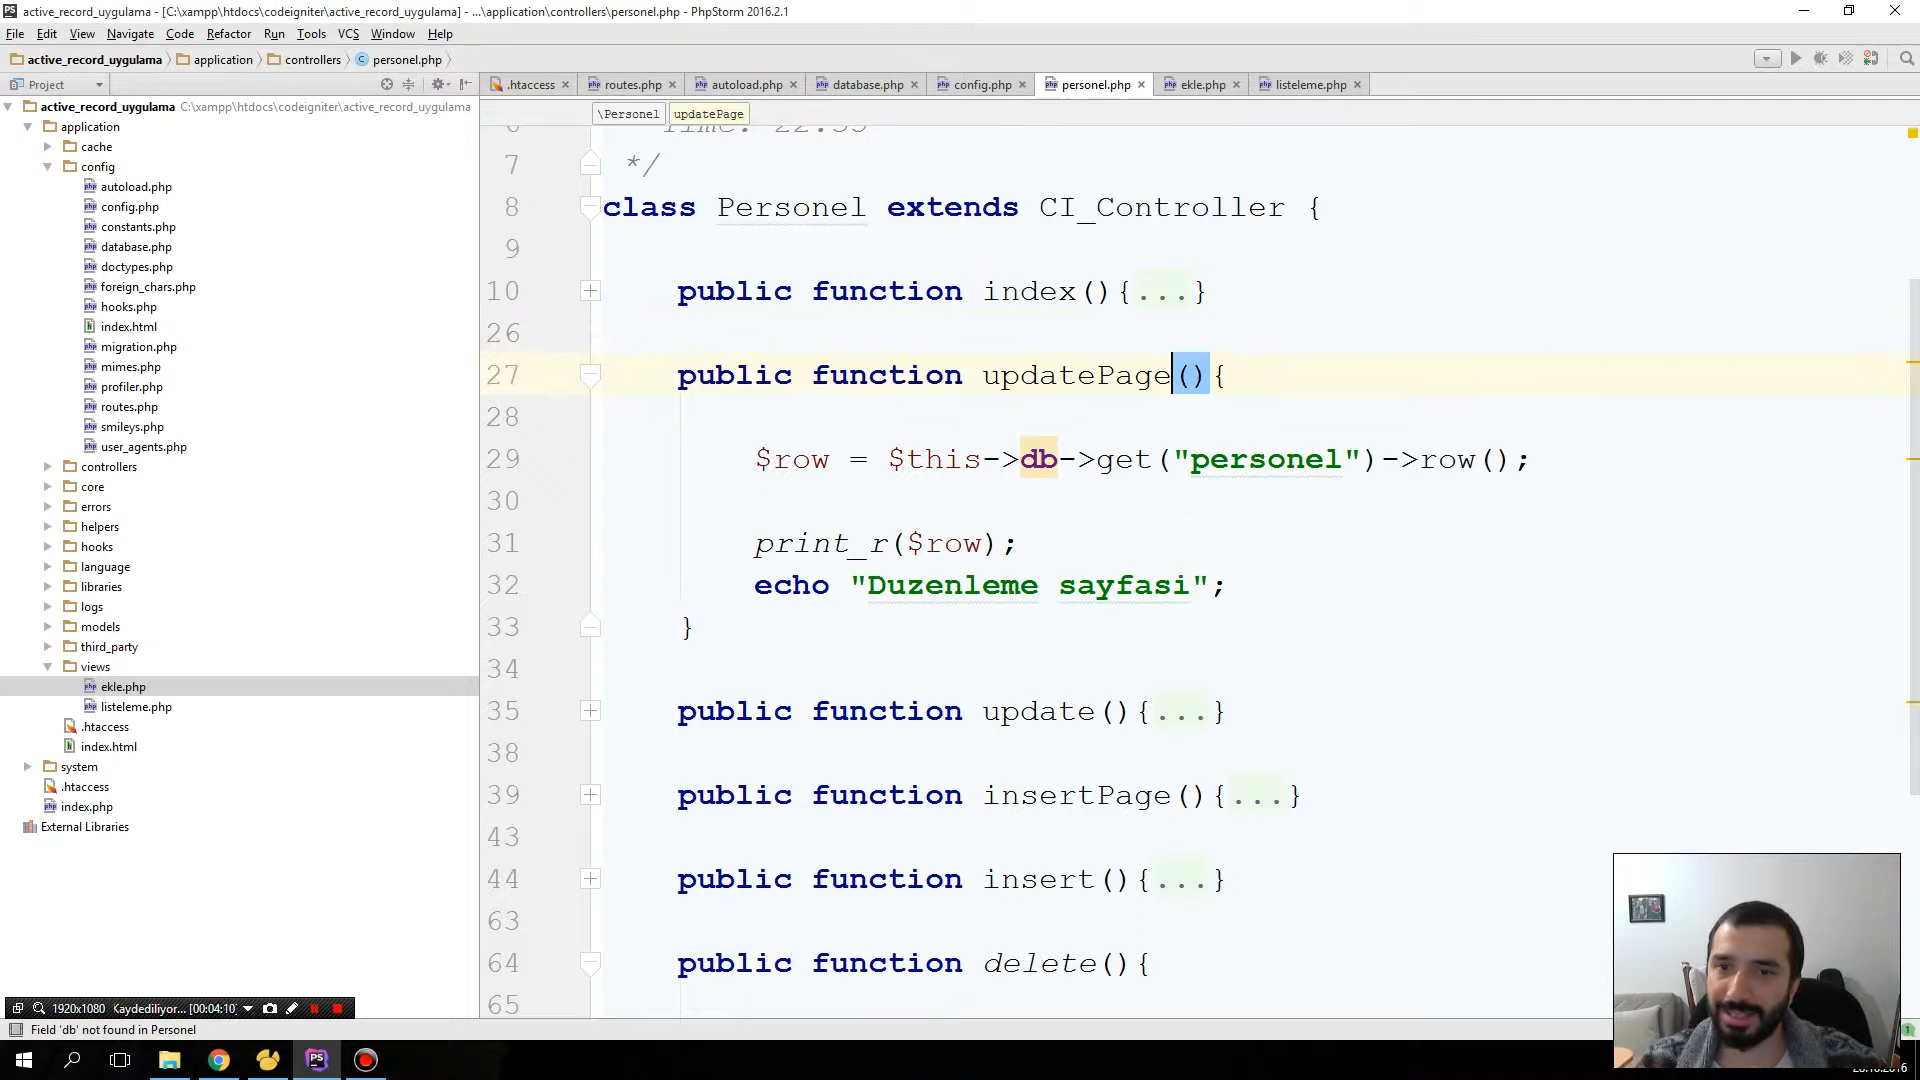 active_record_uygulama - [C:\xampp\htdocs\codeigniter\active_record_uygulama] - ...\application\controllers\personel.php - PhpStorm 2016.2.1
File Edit View Navigate Code Refactor Run Tools VCS Window Help
active_record_uygulama application controllers personel.php
Project
.htaccess routes.php autoload.php database.php config.php personel.php ekle.php listeleme.php
active_record_uygulama C:\xampp\htdocs\codeigniter\active_record_uygulama
application
cache
config
autoload.php
config.php
constants.php
database.php
doctypes.php
foreign_chars.php
hooks.php
index.html
migration.php
mimes.php
profiler.php
routes.php
smileys.php
user_agents.php
controllers
core
errors
helpers
hooks
language
libraries
logs
models
third_party
views
ekle.php
listeleme.php
.htaccess
index.html
system
.htaccess
index.php
External Libraries
\Personel updatePage
7 */
8 class Personel extends CI_Controller {
9
10 public function index(){...}
26
27 public function updatePage(){
28
29 $row = $this->db->get("personel")->row();
30
31 print_r($row);
32 echo "Duzenleme sayfasi";
33 }
34
35 public function update(){...}
38
39 public function insertPage(){...}
43
44 public function insert(){...}
63
64 public function delete(){
65
1920x1080 Kaydediliyor... [00:04:10]
Field 'db' not found in Personel